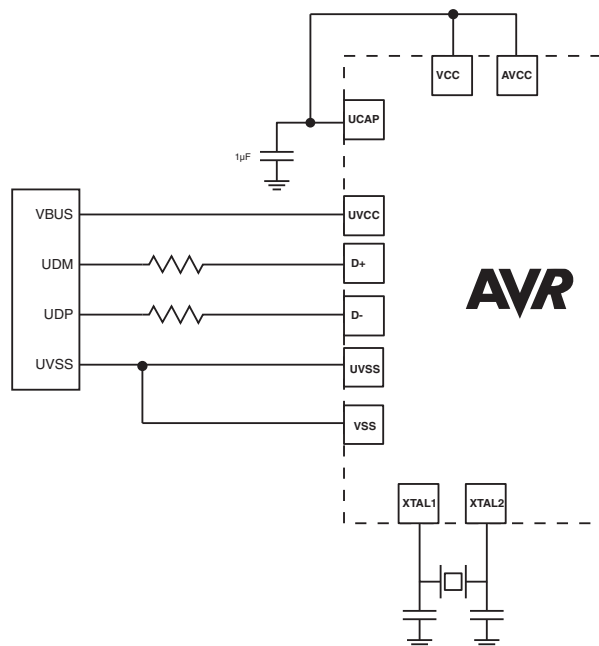 VCC
AVCC
UCAP
1µF
VBUS
UVCC
UDM
D+
UDP
D-
UVSS
UVSS
VSS
AVR
XTAL1
XTAL2